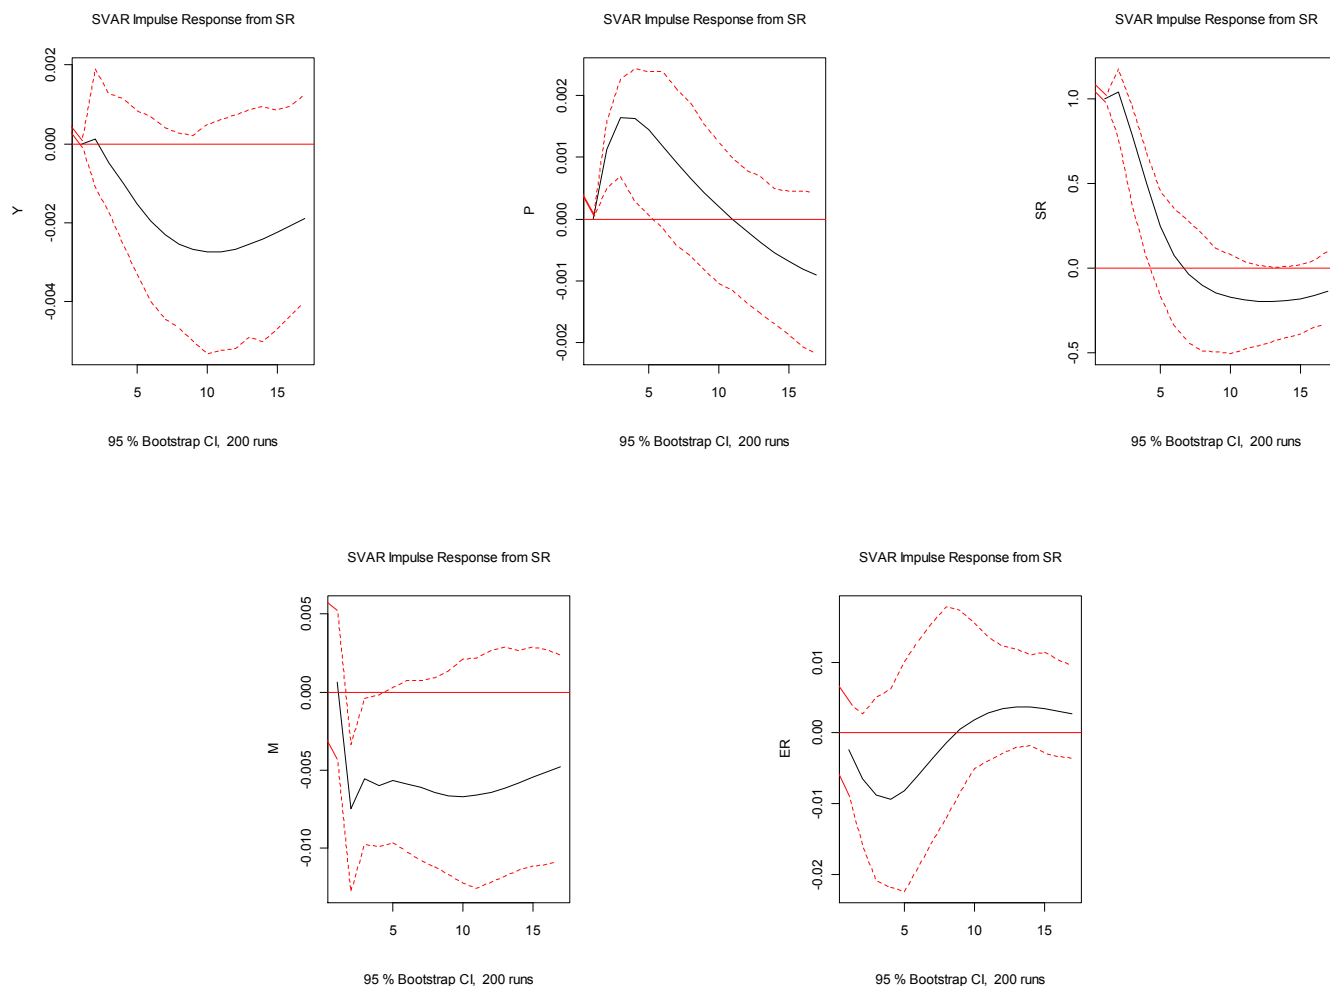 SVAR Impulse Response from SR
Y
0.002
0.000
-0.002
-0.004
5 10 15
95 % Bootstrap CI, 200 runs
SVAR Impulse Response from SR
P
0.002
0.001
0.000
-0.001
-0.002
5 10 15
95 % Bootstrap CI, 200 runs
SVAR Impulse Response from SR
SR
1.0
0.5
0.0
-0.5
5 10 15
95 % Bootstrap CI, 200 runs
SVAR Impulse Response from SR
M
0.005
0.000
-0.005
-0.010
5 10 15
95 % Bootstrap CI, 200 runs
SVAR Impulse Response from SR
ER
0.01
0.00
-0.01
-0.02
5 10 15
95 % Bootstrap CI, 200 runs